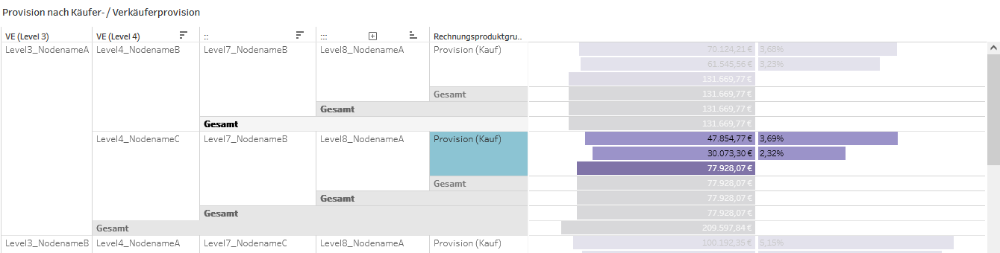 Provision nach Käufer- / Verkäuferprovision
VE (Level 3) VE (Level 4) :: ::: Rechnungsproduktgru..
Level3_NodenameA Level4_NodenameB Level7_NodenameB Level8_NodenameA Provision (Kauf) 70.124,21 € 3,68%
61.545,56 € 3,23%
131.669,77 €
Gesamt 131.669,77 €
Gesamt 131.669,77 €
Gesamt 131.669,77 €
Level4_NodenameC Level7_NodenameB Level8_NodenameA Provision (Kauf) 47.854,77 € 3,69%
30.073,30 € 2,32%
77.928,07 €
Gesamt 77.928,07 €
Gesamt 77.928,07 €
Gesamt 77.928,07 €
Gesamt 209.597,84 €
Level3_NodenameB Level4_NodenameA Level7_NodenameC Level8_NodenameA Provision (Kauf) 100.192,35 € 5,15%